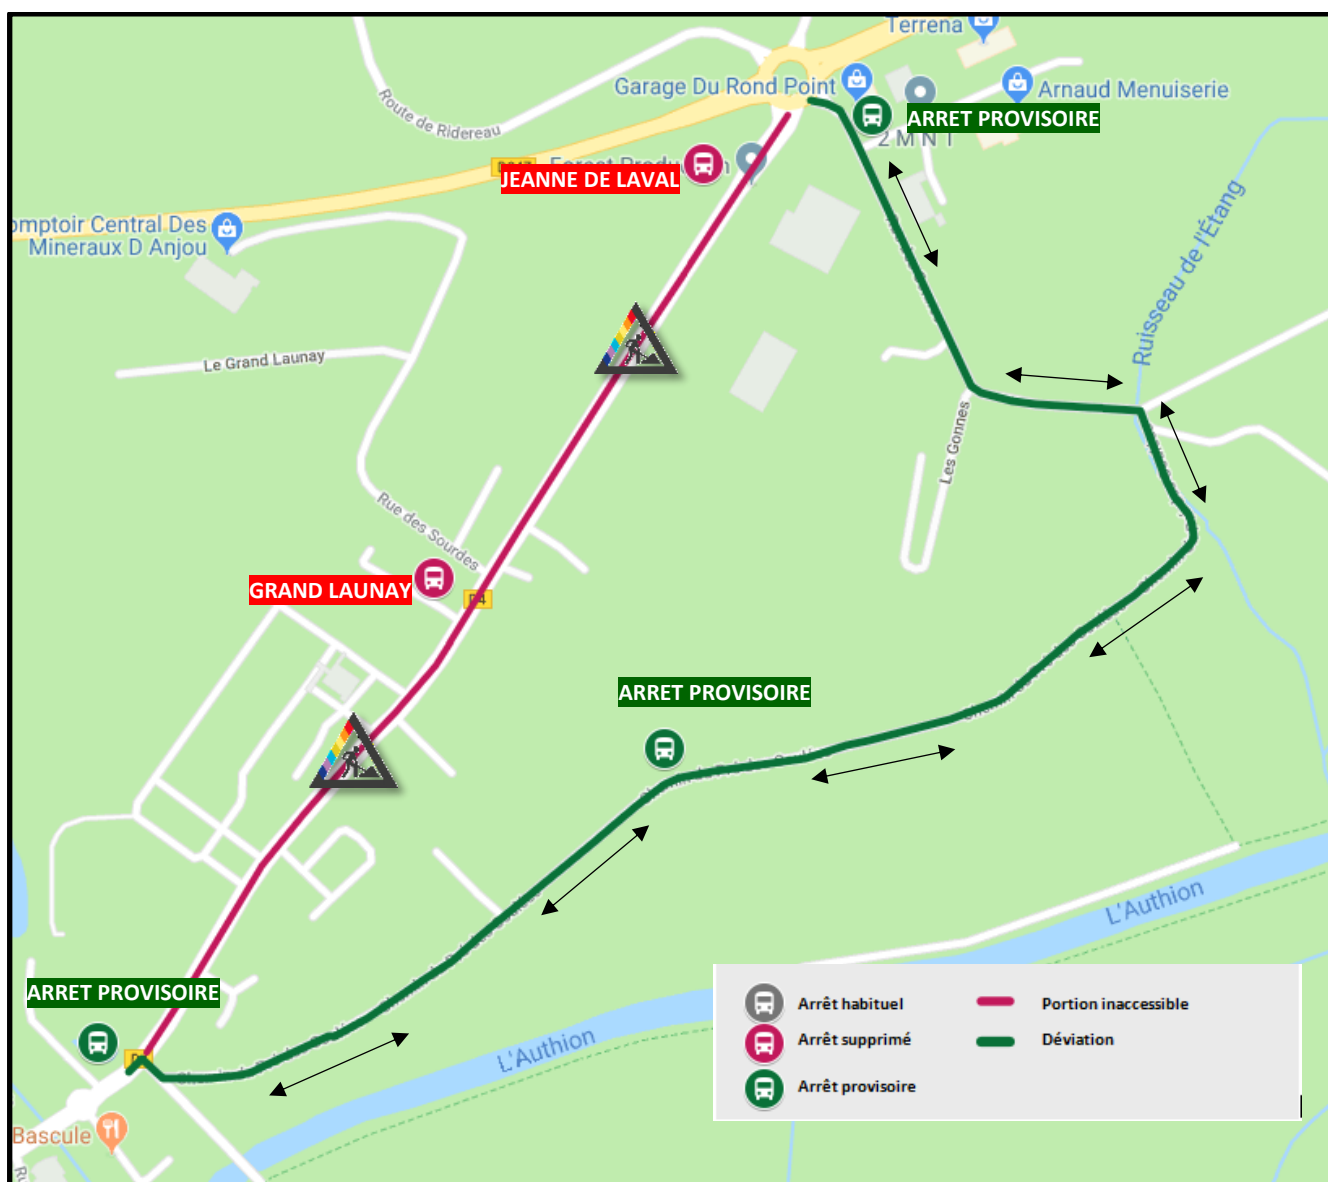 Terrena
Garage Du Rond Point
Arnaud Menuiserie
ARRET PROVISOIRE
2 M N T
Route de Ridereau
JEANNE DE LAVAL
omptoir Central Des
Mineraux D Anjou
Ruisseau de l'Étang
Le Grand Launay
Les Gonnes
Rue des Sourdes
GRAND LAUNAY
D4
ARRET PROVISOIRE
ARRET PROVISOIRE
L'Authion
L'Authion
Bascule
Arrêt habituel
Portion inaccessible
Arrêt supprimé
Déviation
Arrêt provisoire